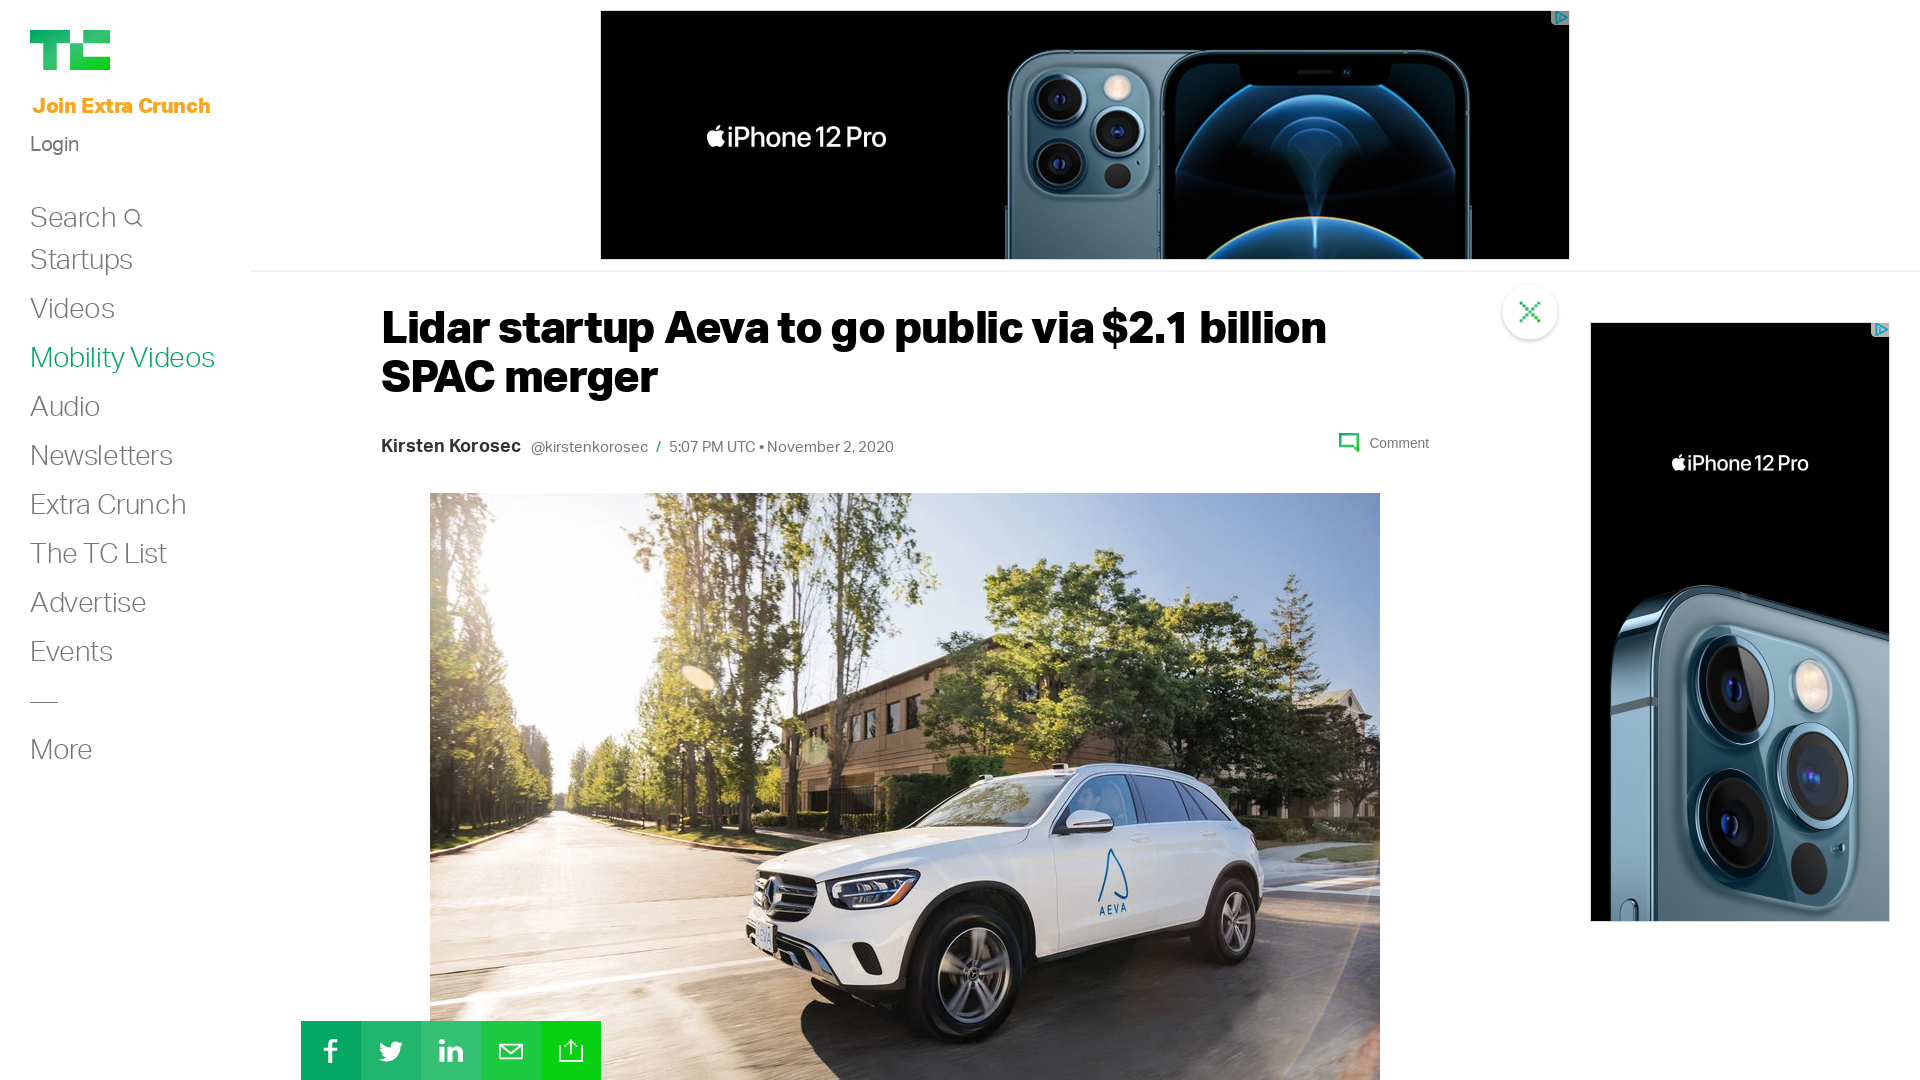 TC
Join Extra Crunch
Login
Search
Startups
Videos
Mobility Videos
Audio
Newsletters
Extra Crunch
The TC List
Advertise
Events
More
iPhone 12 Pro
Lidar startup Aeva to go public via $2.1 billion
SPAC merger
Kirsten Korosec @kirstenkorosec / 5:07 PM UTC • November 2, 2020
Comment
AEVA
AEVA
iPhone 12 Pro